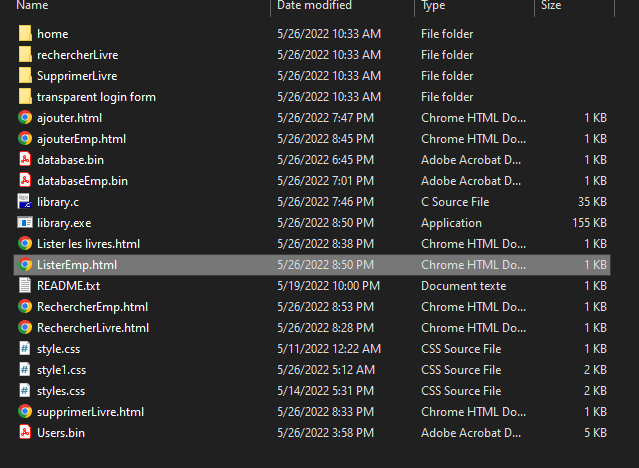 Name Date modified Type Size
home 5/26/2022 10:33 AM File folder
rechercherLivre 5/26/2022 10:33 AM File folder
SupprimerLivre 5/26/2022 10:33 AM File folder
transparent login form 5/26/2022 10:33 AM File folder
ajouter.html 5/26/2022 7:47 PM Chrome HTML Do... 1 KB
ajouterEmp.html 5/26/2022 8:45 PM Chrome HTML Do... 1 KB
database.bin 5/26/2022 6:45 PM Adobe Acrobat D... 1 KB
databaseEmp.bin 5/26/2022 7:01 PM Adobe Acrobat D... 1 KB
library.c 5/26/2022 7:46 PM C Source File 35 KB
library.exe 5/26/2022 8:50 PM Application 155 KB
Lister les livres.html 5/26/2022 8:38 PM Chrome HTML Do... 1 KB
ListerEmp.html 5/26/2022 8:50 PM Chrome HTML Do... 1 KB
README.txt 5/19/2022 10:00 PM Document texte 1 KB
RechercherEmp.html 5/26/2022 8:53 PM Chrome HTML Do... 1 KB
RechercherLivre.html 5/26/2022 8:28 PM Chrome HTML Do... 1 KB
style.css 5/11/2022 12:22 AM CSS Source File 1 KB
style1.css 5/26/2022 5:12 AM CSS Source File 2 KB
styles.css 5/14/2022 5:31 PM CSS Source File 2 KB
supprimerLivre.html 5/26/2022 8:33 PM Chrome HTML Do... 1 KB
Users.bin 5/26/2022 3:58 PM Adobe Acrobat D... 5 KB